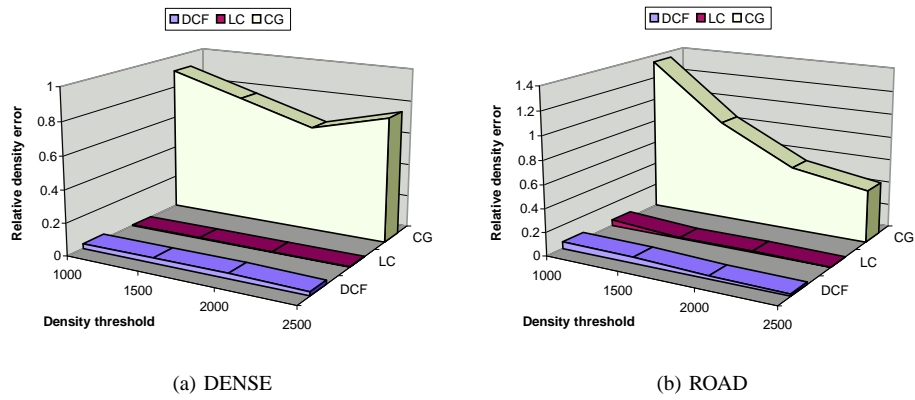 DCF LC CG
Relative density error
1
0.8
0.6
0.4
0.2
0
1000
1500
2000
2500
Density threshold
DCF
LC
CG
(a) DENSE
DCF LC CG
Relative density error
1.4
1.2
1
0.8
0.6
0.4
0.2
0
1000
1500
2000
2500
Density threshold
DCF
LC
CG
(b) ROAD